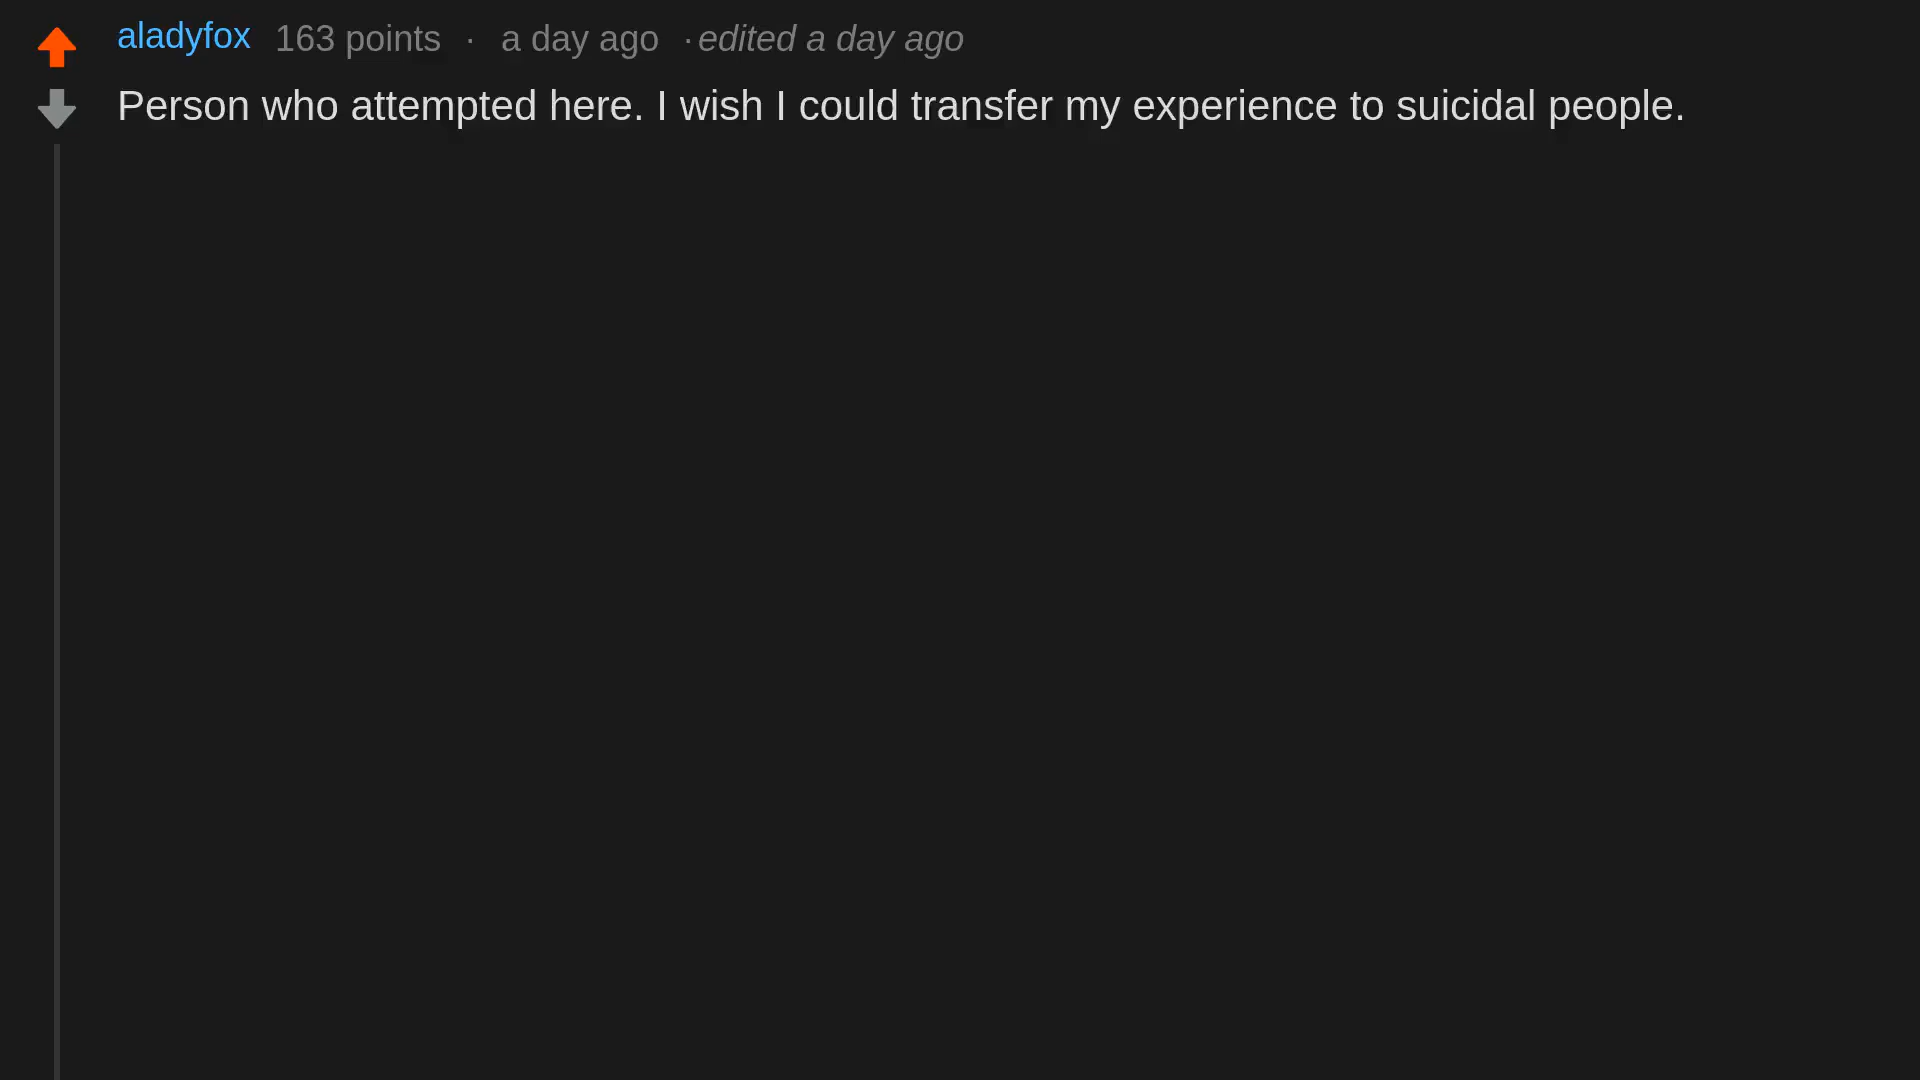 aladyfox 163 points · a day ago · edited a day ago
Person who attempted here. I wish I could transfer my experience to suicidal people.